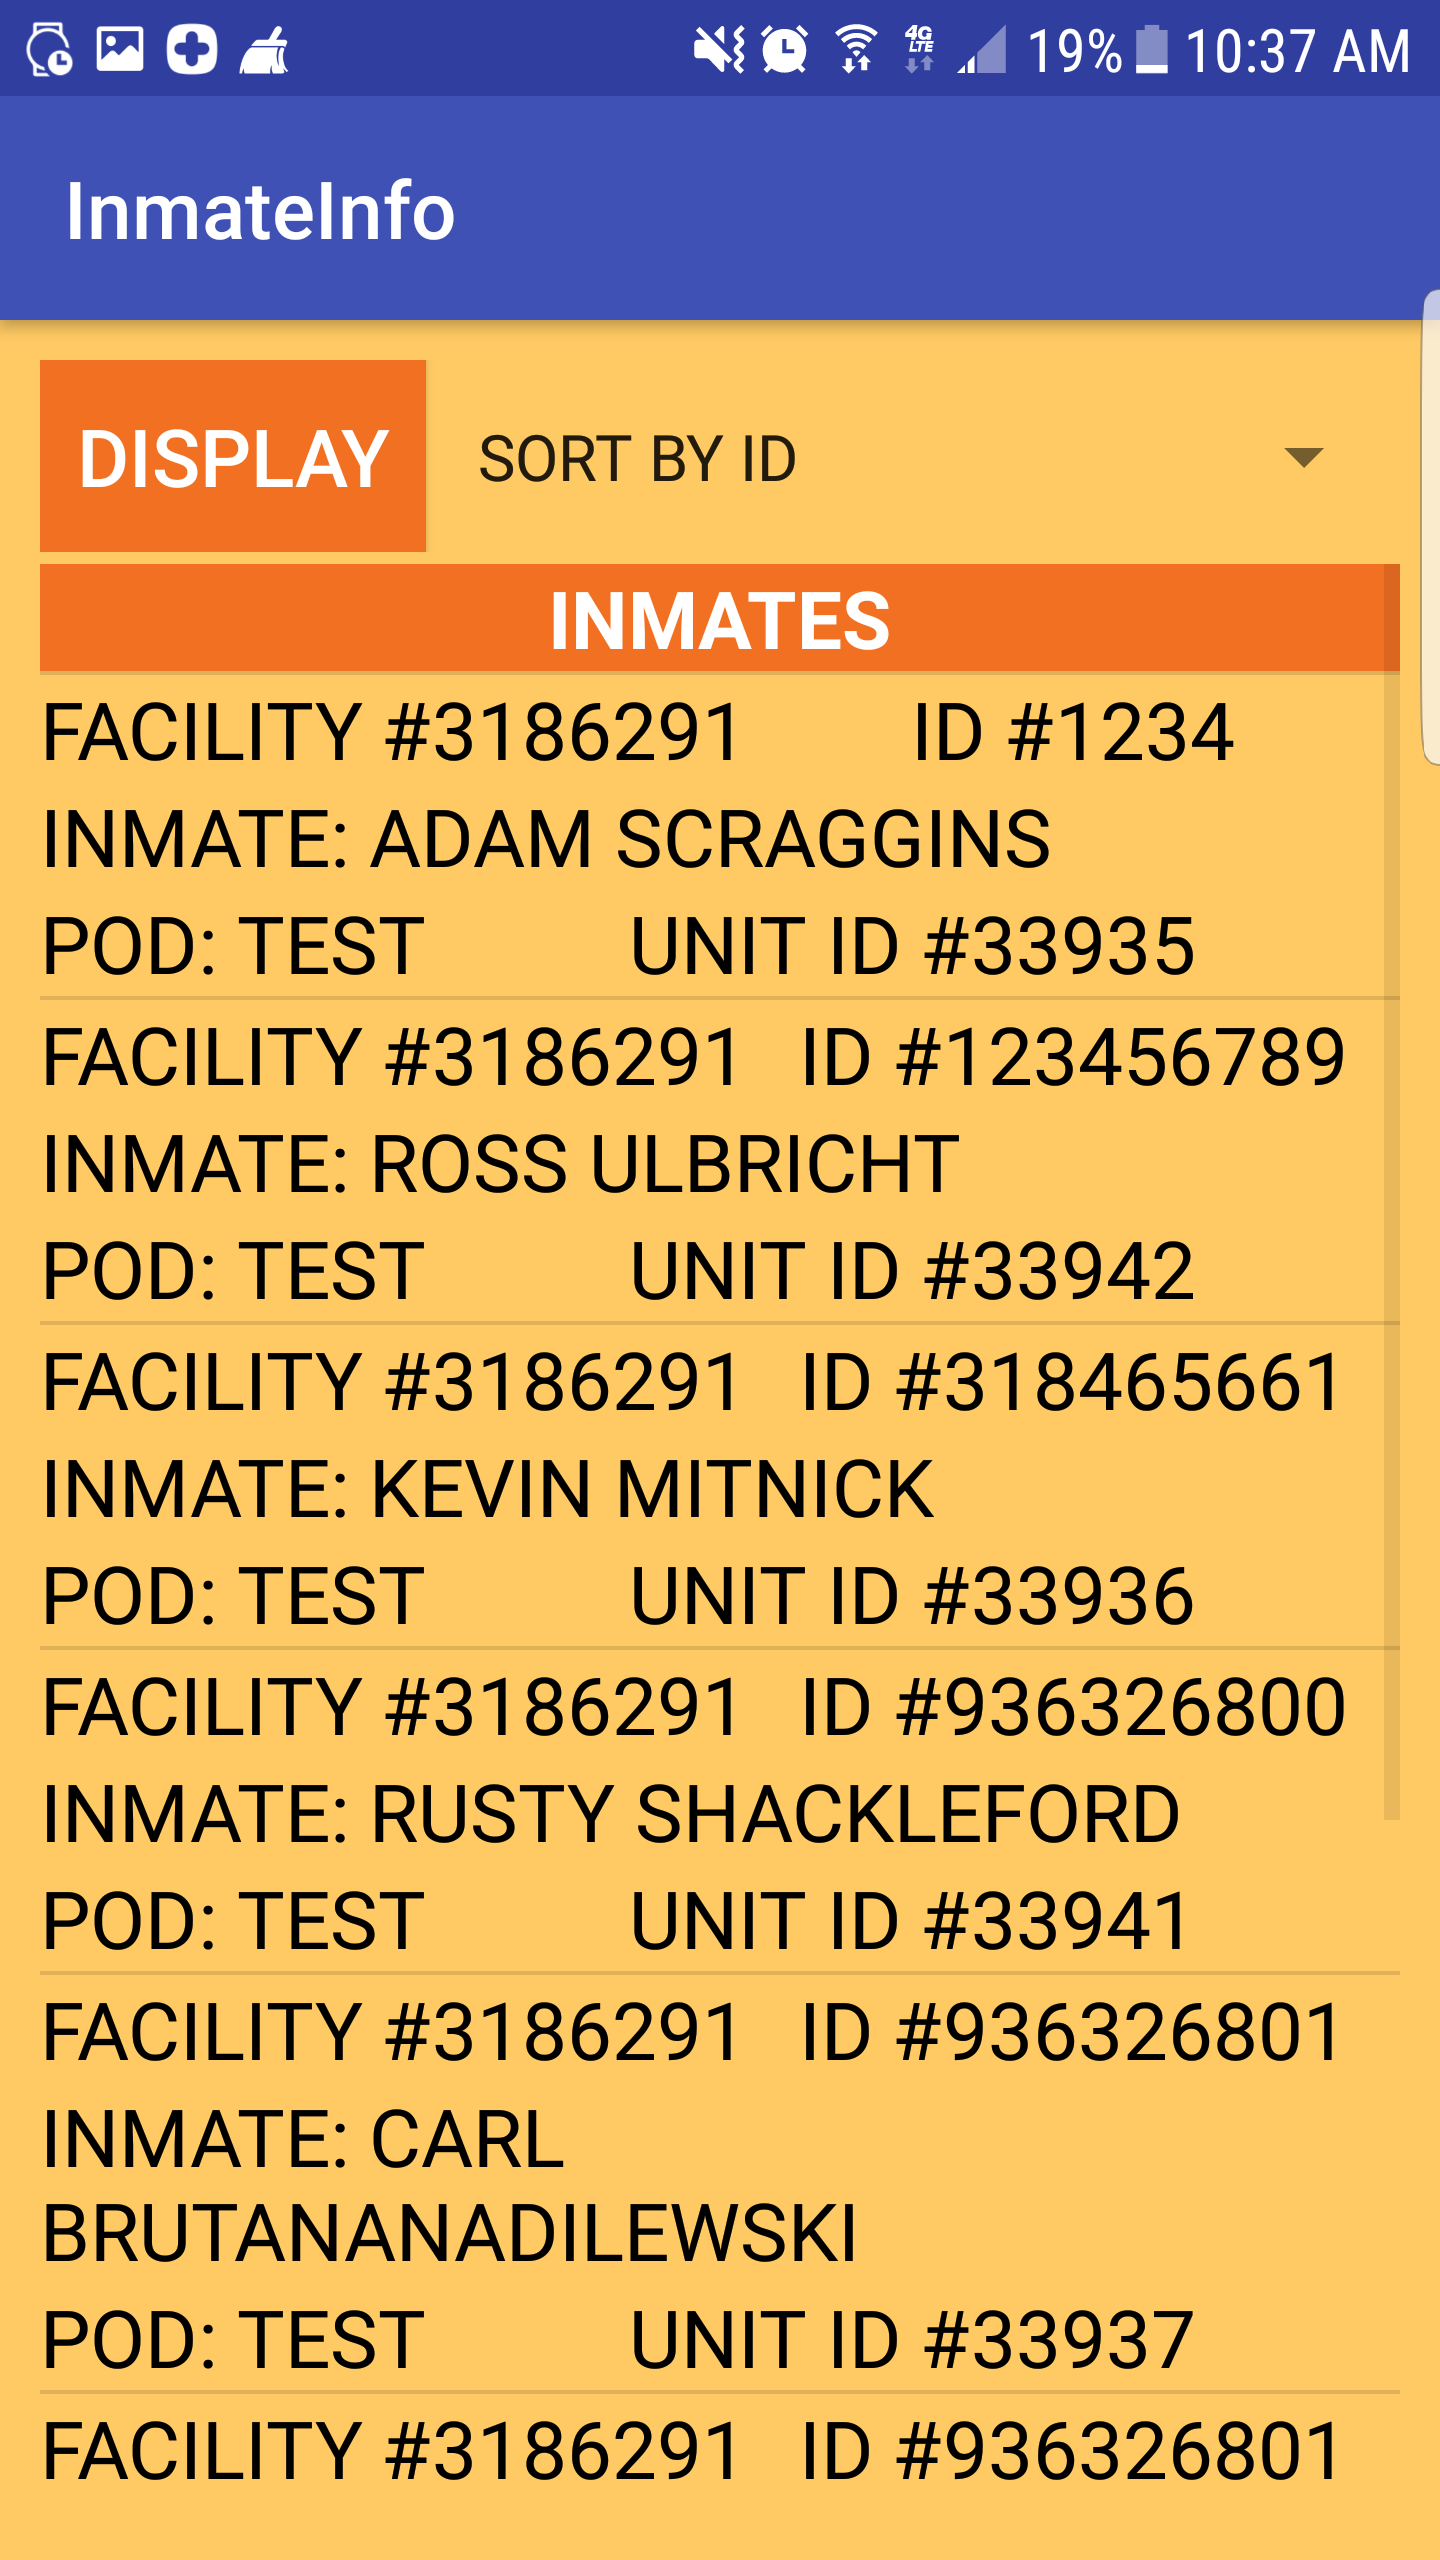 4G
LTE
19% 10:37 AM
InmateInfo
DISPLAY SORT BY ID
INMATES
FACILITY #3186291 ID #1234
INMATE: ADAM SCRAGGINS
POD: TEST UNIT ID #33935
FACILITY #3186291 ID #123456789
INMATE: ROSS ULBRICHT
POD: TEST UNIT ID #33942
FACILITY #3186291 ID #318465661
INMATE: KEVIN MITNICK
POD: TEST UNIT ID #33936
FACILITY #3186291 ID #936326800
INMATE: RUSTY SHACKLEFORD
POD: TEST UNIT ID #33941
FACILITY #3186291 ID #936326801
INMATE: CARL
BRUTANANADILEWSKI
POD: TEST UNIT ID #33937
FACILITY #3186291 ID #936326801